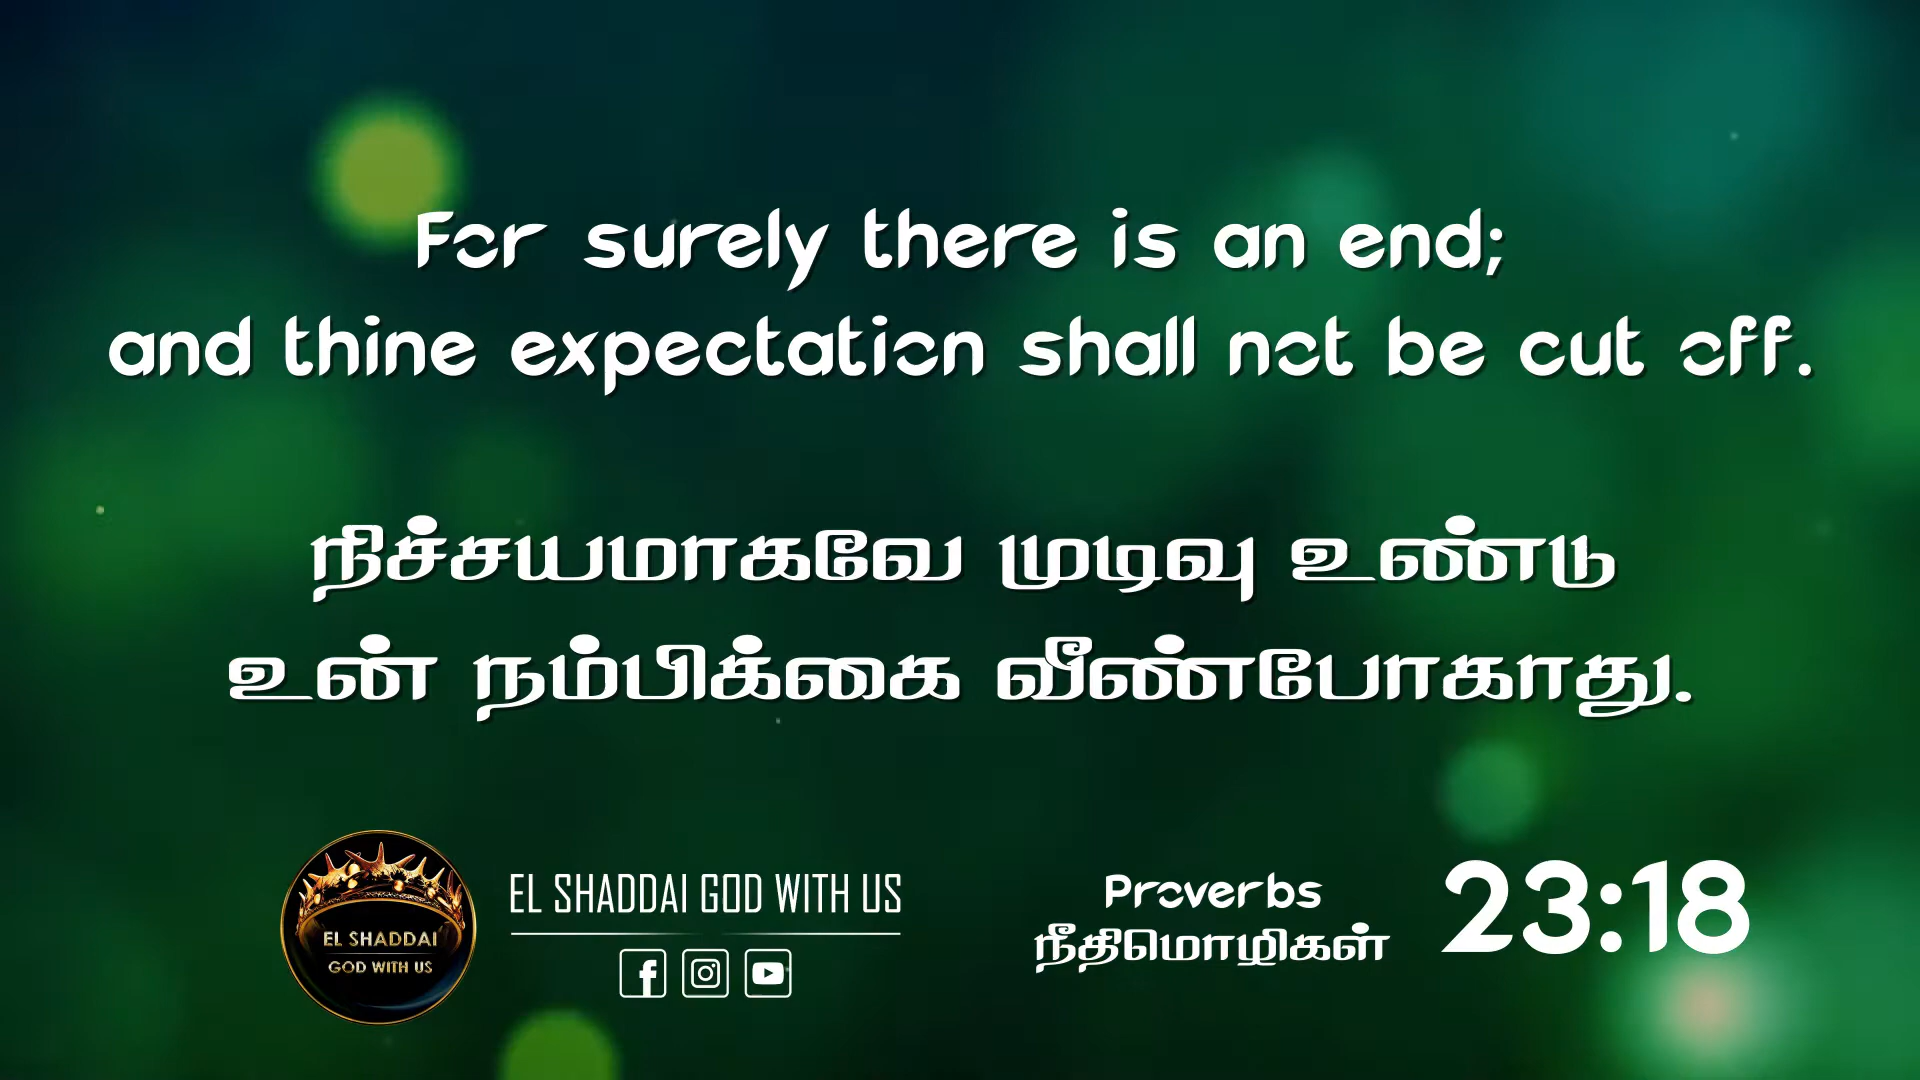 For surely there is an end;
and thine expectation shall not be cut off.
நிச்சயமாகவே முடிவு உண்டு
உன் நம்பிக்கை வீண்போகாது.
EL SHADDAI
GOD WITH US
EL SHADDAI GOD WITH US
Proverbs
நீதிமொழிகள்
23:18